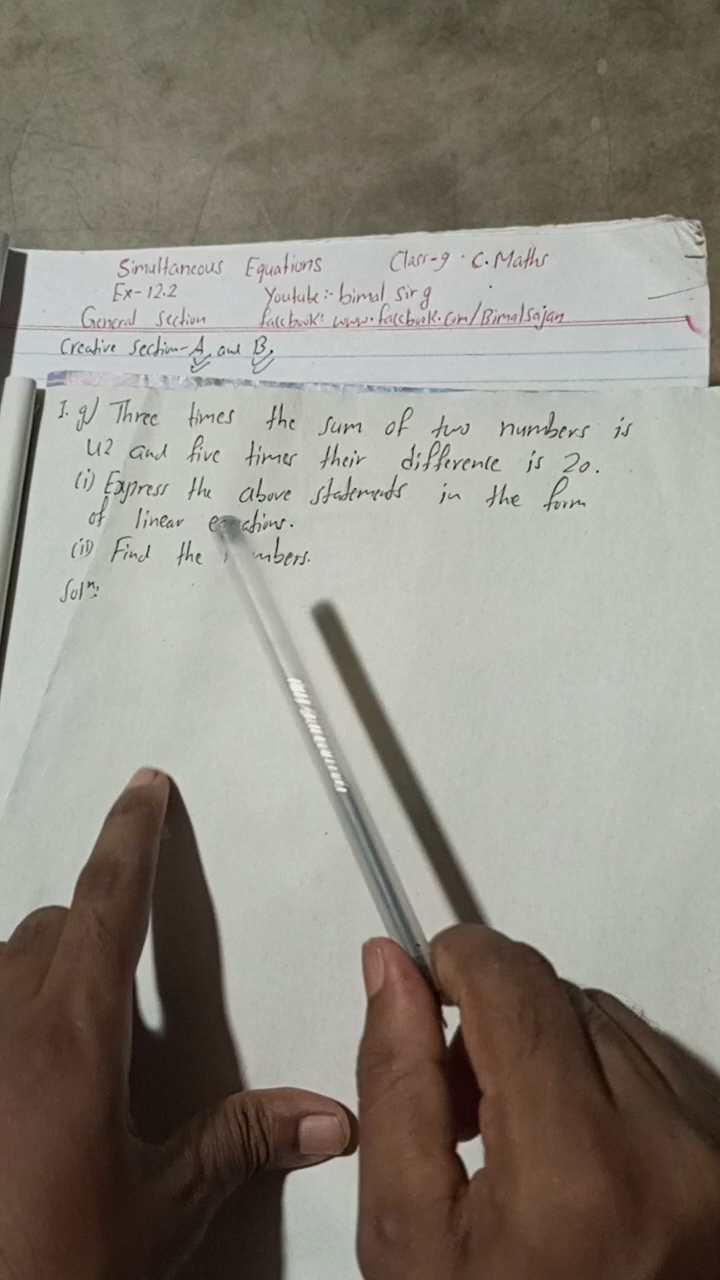 Simultaneous Equations Class-9 C. Maths
Ex-12.2 Youtube:- bimal sir g
General section facebook: www.facebook.com/Bimalsajan
Creative section-A and B
1. g) Three times the sum of two numbers is
42 and five times their difference is 20.
(i) Express the above statements in the form
of linear equations.
(ii) Find the numbers.
Solⁿ: